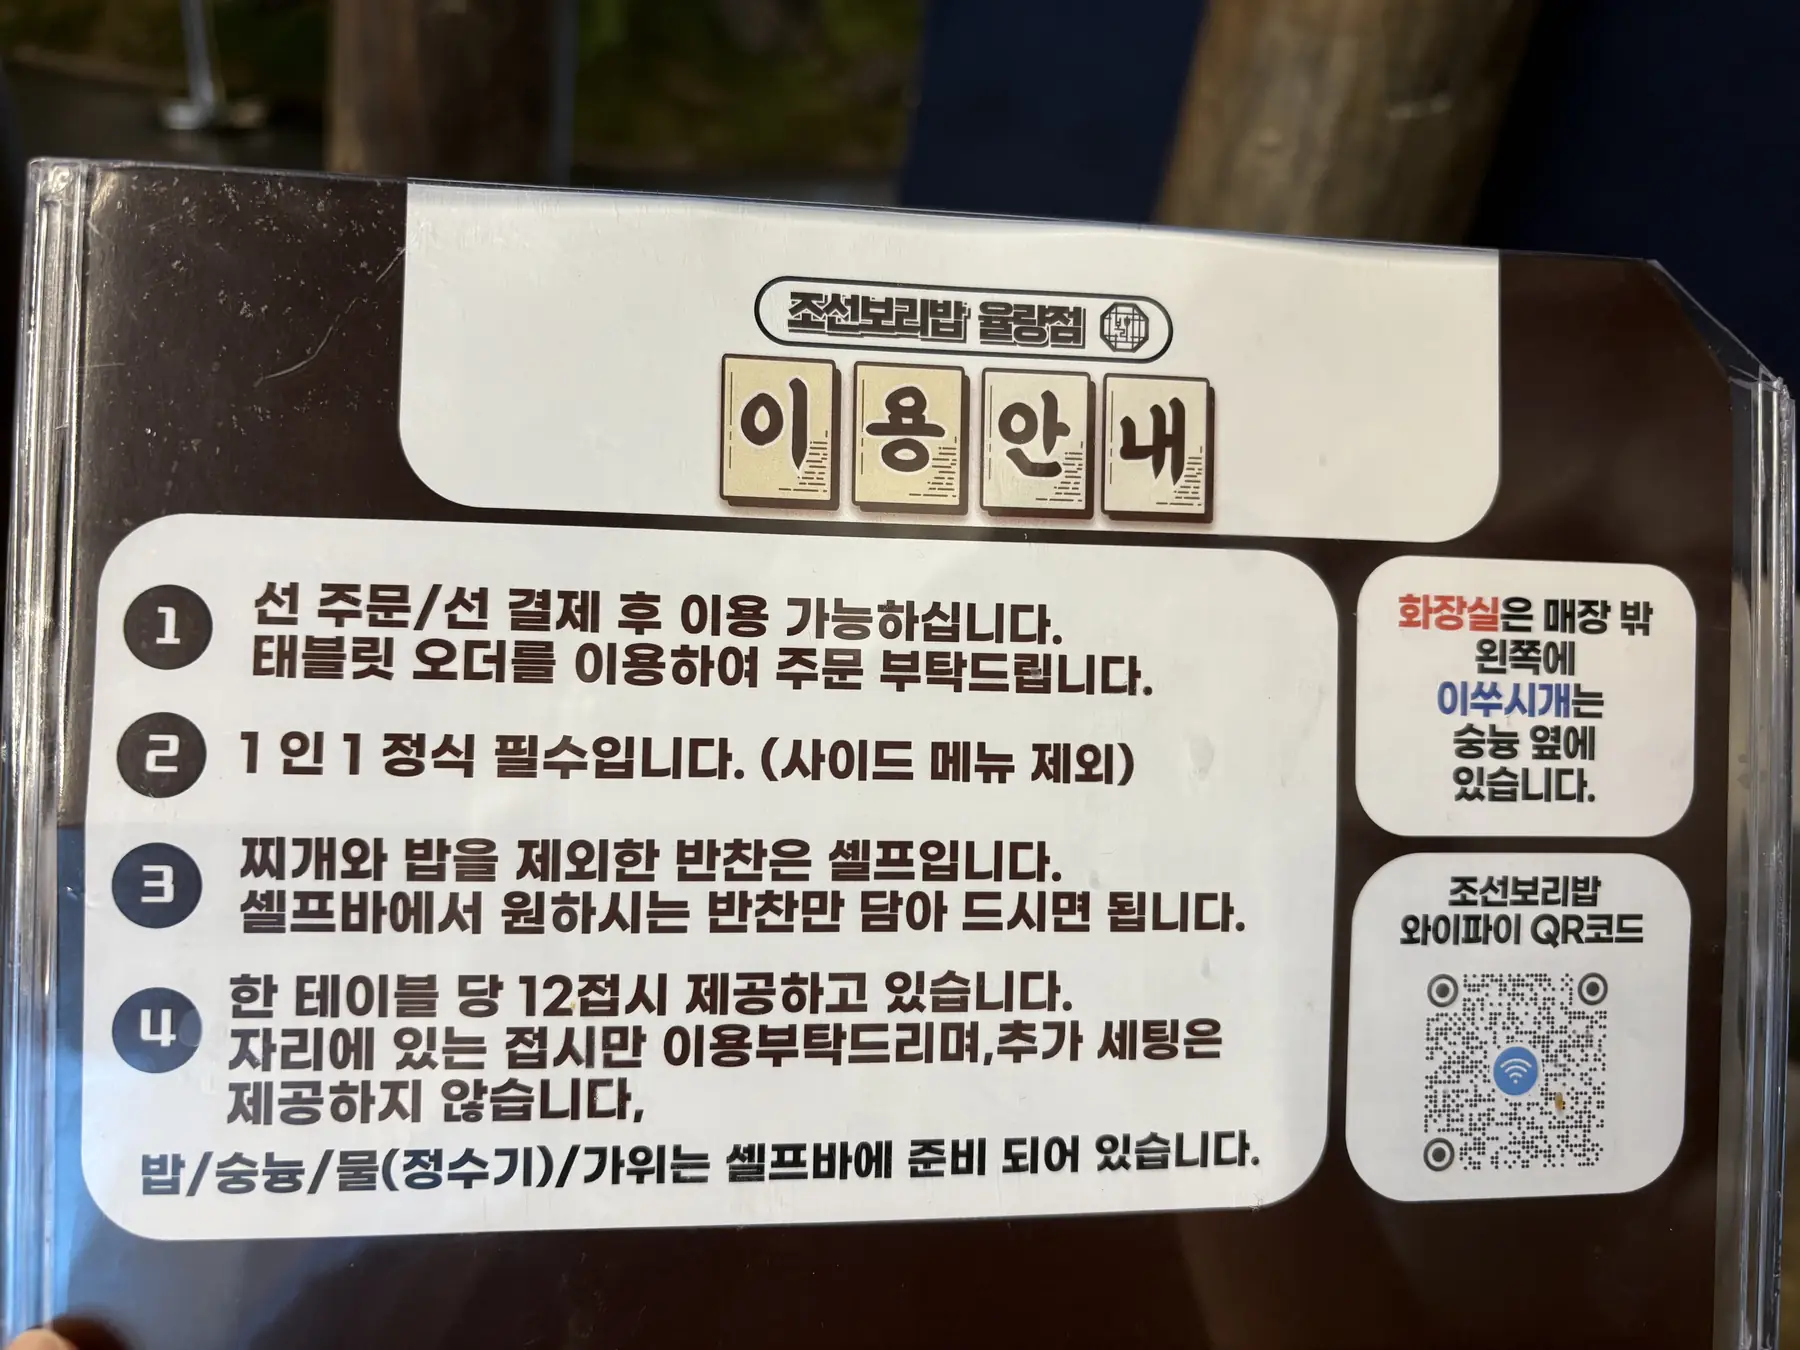 조선보리밥 율량점
이용안내
1 선 주문/선 결제 후 이용 가능하십니다.
태블릿 오더를 이용하여 주문 부탁드립니다.
2 1인 1정식 필수입니다. (사이드 메뉴 제외)
3 찌개와 밥을 제외한 반찬은 셀프입니다.
셀프바에서 원하시는 반찬만 담아 드시면 됩니다.
4 한 테이블 당 12접시 제공하고 있습니다.
자리에 있는 접시만 이용부탁드리며,추가 세팅은
제공하지 않습니다,
밥/숭늉/물(정수기)/가위는 셀프바에 준비 되어 있습니다.
화장실은 매장 밖
왼쪽에
이쑤시개는
숭늉 옆에
있습니다.
조선보리밥
와이파이 QR코드